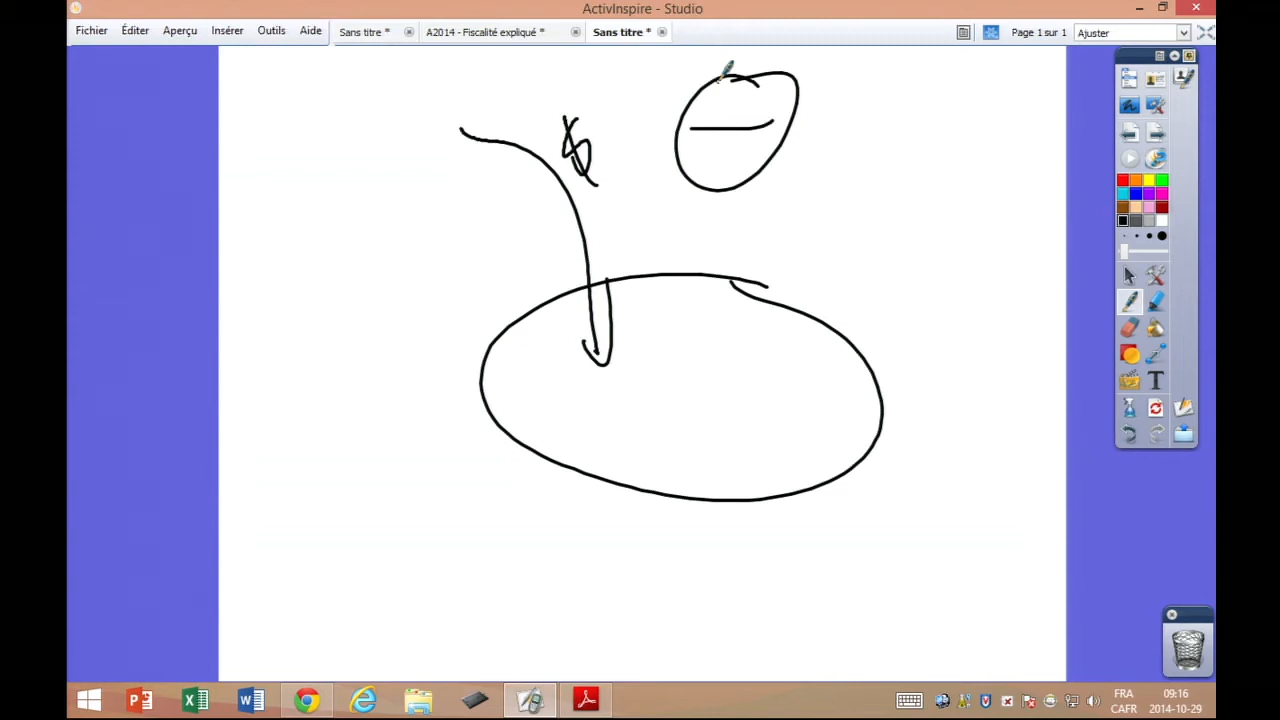 ActivInspire - Studio
Fichier Éditer Aperçu Insérer Outils Aide
Sans titre * A2014 - Fiscalité expliqué * Sans titre *
Page 1 sur 1 Ajuster
$
T
FRA 09:16
CAFR 2014-10-29